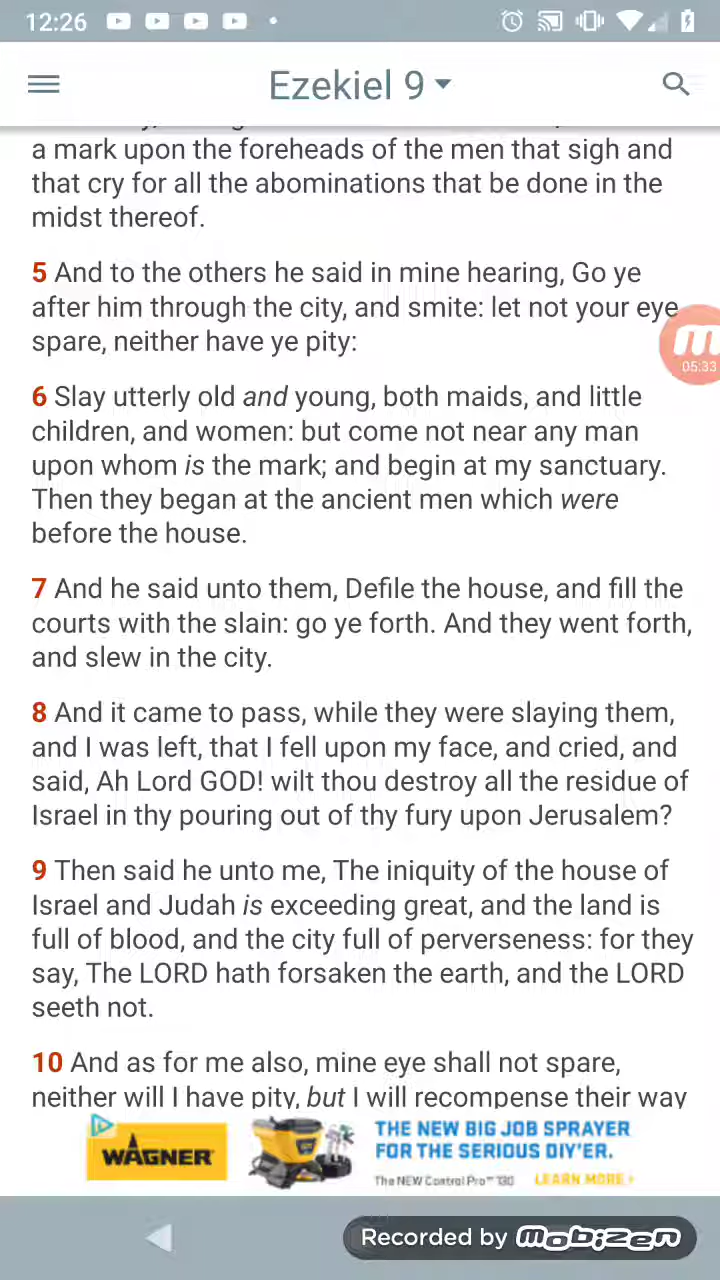 12:26
Ezekiel 9
a mark upon the foreheads of the men that sigh and
that cry for all the abominations that be done in the
midst thereof.
5 And to the others he said in mine hearing, Go ye
after him through the city, and smite: let not your eye
spare, neither have ye pity:
05:33
6 Slay utterly old and young, both maids, and little
children, and women: but come not near any man
upon whom is the mark; and begin at my sanctuary.
Then they began at the ancient men which were
before the house.
7 And he said unto them, Defile the house, and fill the
courts with the slain: go ye forth. And they went forth,
and slew in the city.
8 And it came to pass, while they were slaying them,
and I was left, that I fell upon my face, and cried, and
said, Ah Lord GOD! wilt thou destroy all the residue of
Israel in thy pouring out of thy fury upon Jerusalem?
9 Then said he unto me, The iniquity of the house of
Israel and Judah is exceeding great, and the land is
full of blood, and the city full of perverseness: for they
say, The LORD hath forsaken the earth, and the LORD
seeth not.
10 And as for me also, mine eye shall not spare,
neither will I have pity, but I will recompense their way
WAGNER
THE NEW BIG JOB SPRAYER
FOR THE SERIOUS DIY'ER.
The NEW Control Pro™ 130 LEARN MORE
Recorded by mobizen